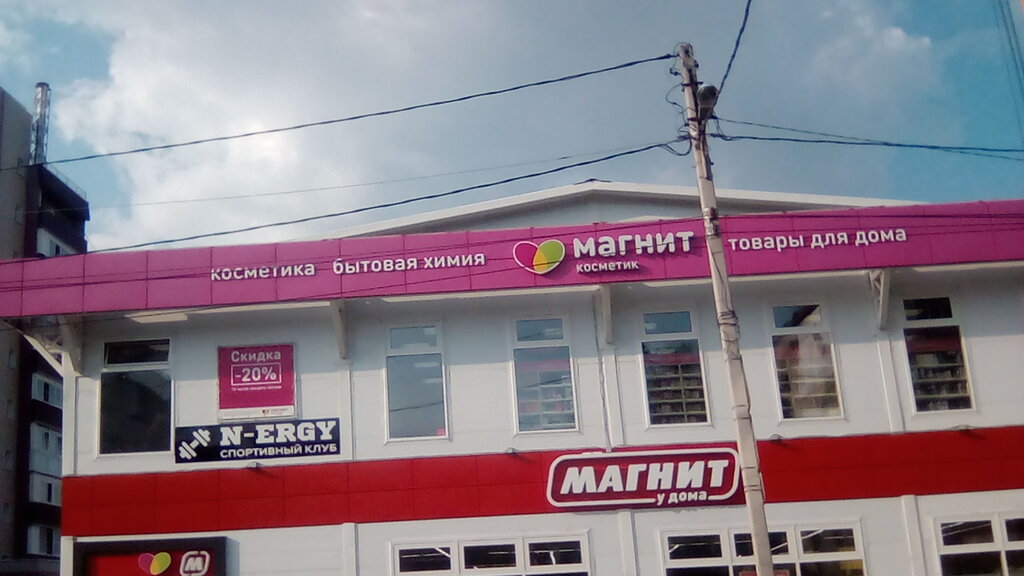 косметика бытовая химия
магнит
косметик
товары для дома
Скидка
-20%
N-ERGY
СПОРТИВНЫЙ КЛУБ
МАГНИТ
у дома
М